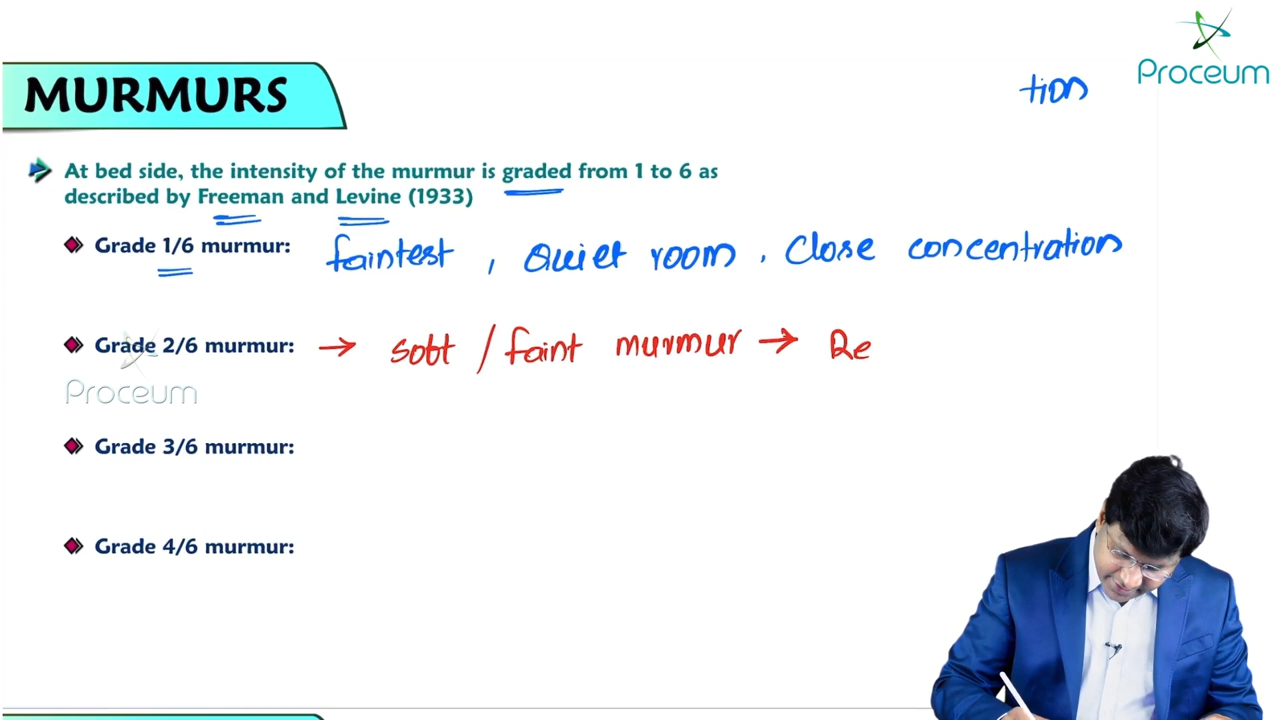 Proceum
tion
MURMURS
At bed side, the intensity of the murmur is graded from 1 to 6 as
described by Freeman and Levine (1933)
Grade 1/6 murmur: faintest, Quiet room, Close concentration
Grade 2/6 murmur: → soft / faint murmur → Re
Proceum
Grade 3/6 murmur:
Grade 4/6 murmur: